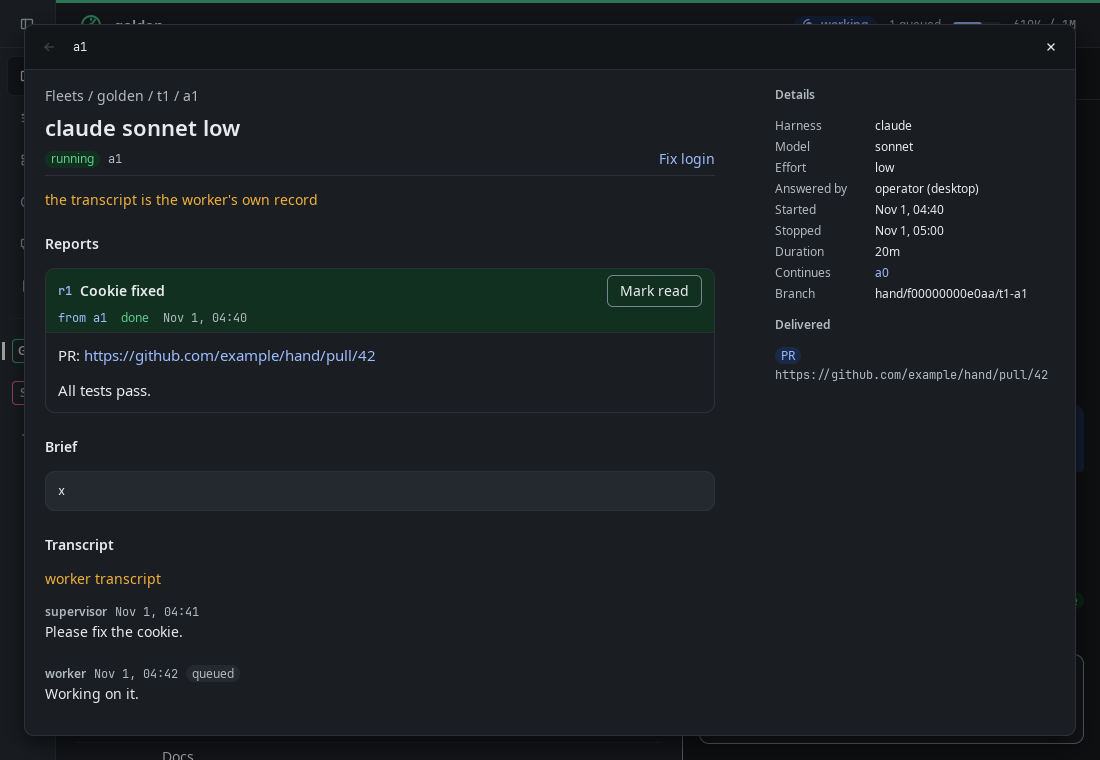 golden
working
1 queued
a1
Fleets / golden / t1 / a1
claude sonnet low
running a1
Fix login
the transcript is the worker's own record
Reports
r1 Cookie fixed
Mark read
from a1 done Nov 1, 04:40
PR: https://github.com/example/hand/pull/42
All tests pass.
Brief
x
Transcript
worker transcript
supervisor Nov 1, 04:41
Please fix the cookie.
worker Nov 1, 04:42 queued
Working on it.
Details
Harness claude
Model sonnet
Effort low
Answered by operator (desktop)
Started Nov 1, 04:40
Stopped Nov 1, 05:00
Duration 20m
Continues a0
Branch hand/f00000000e0aa/t1-a1
Delivered
PR
https://github.com/example/hand/pull/42
Docs